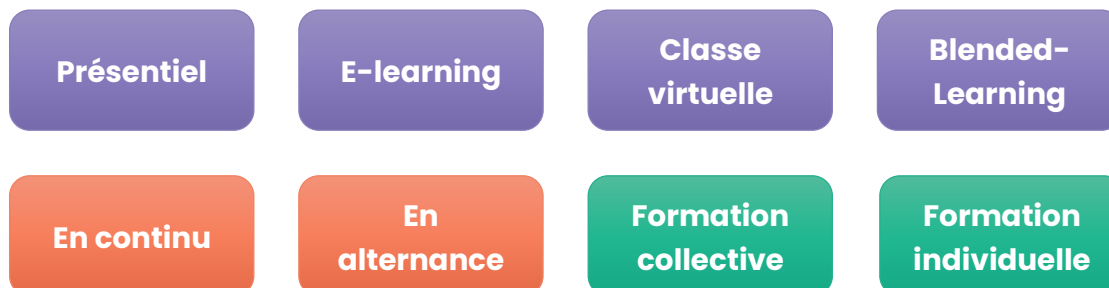 Présentiel
E-learning
Classe
virtuelle
Blended-
Learning
En continu
En
alternance
Formation
collective
Formation
individuelle